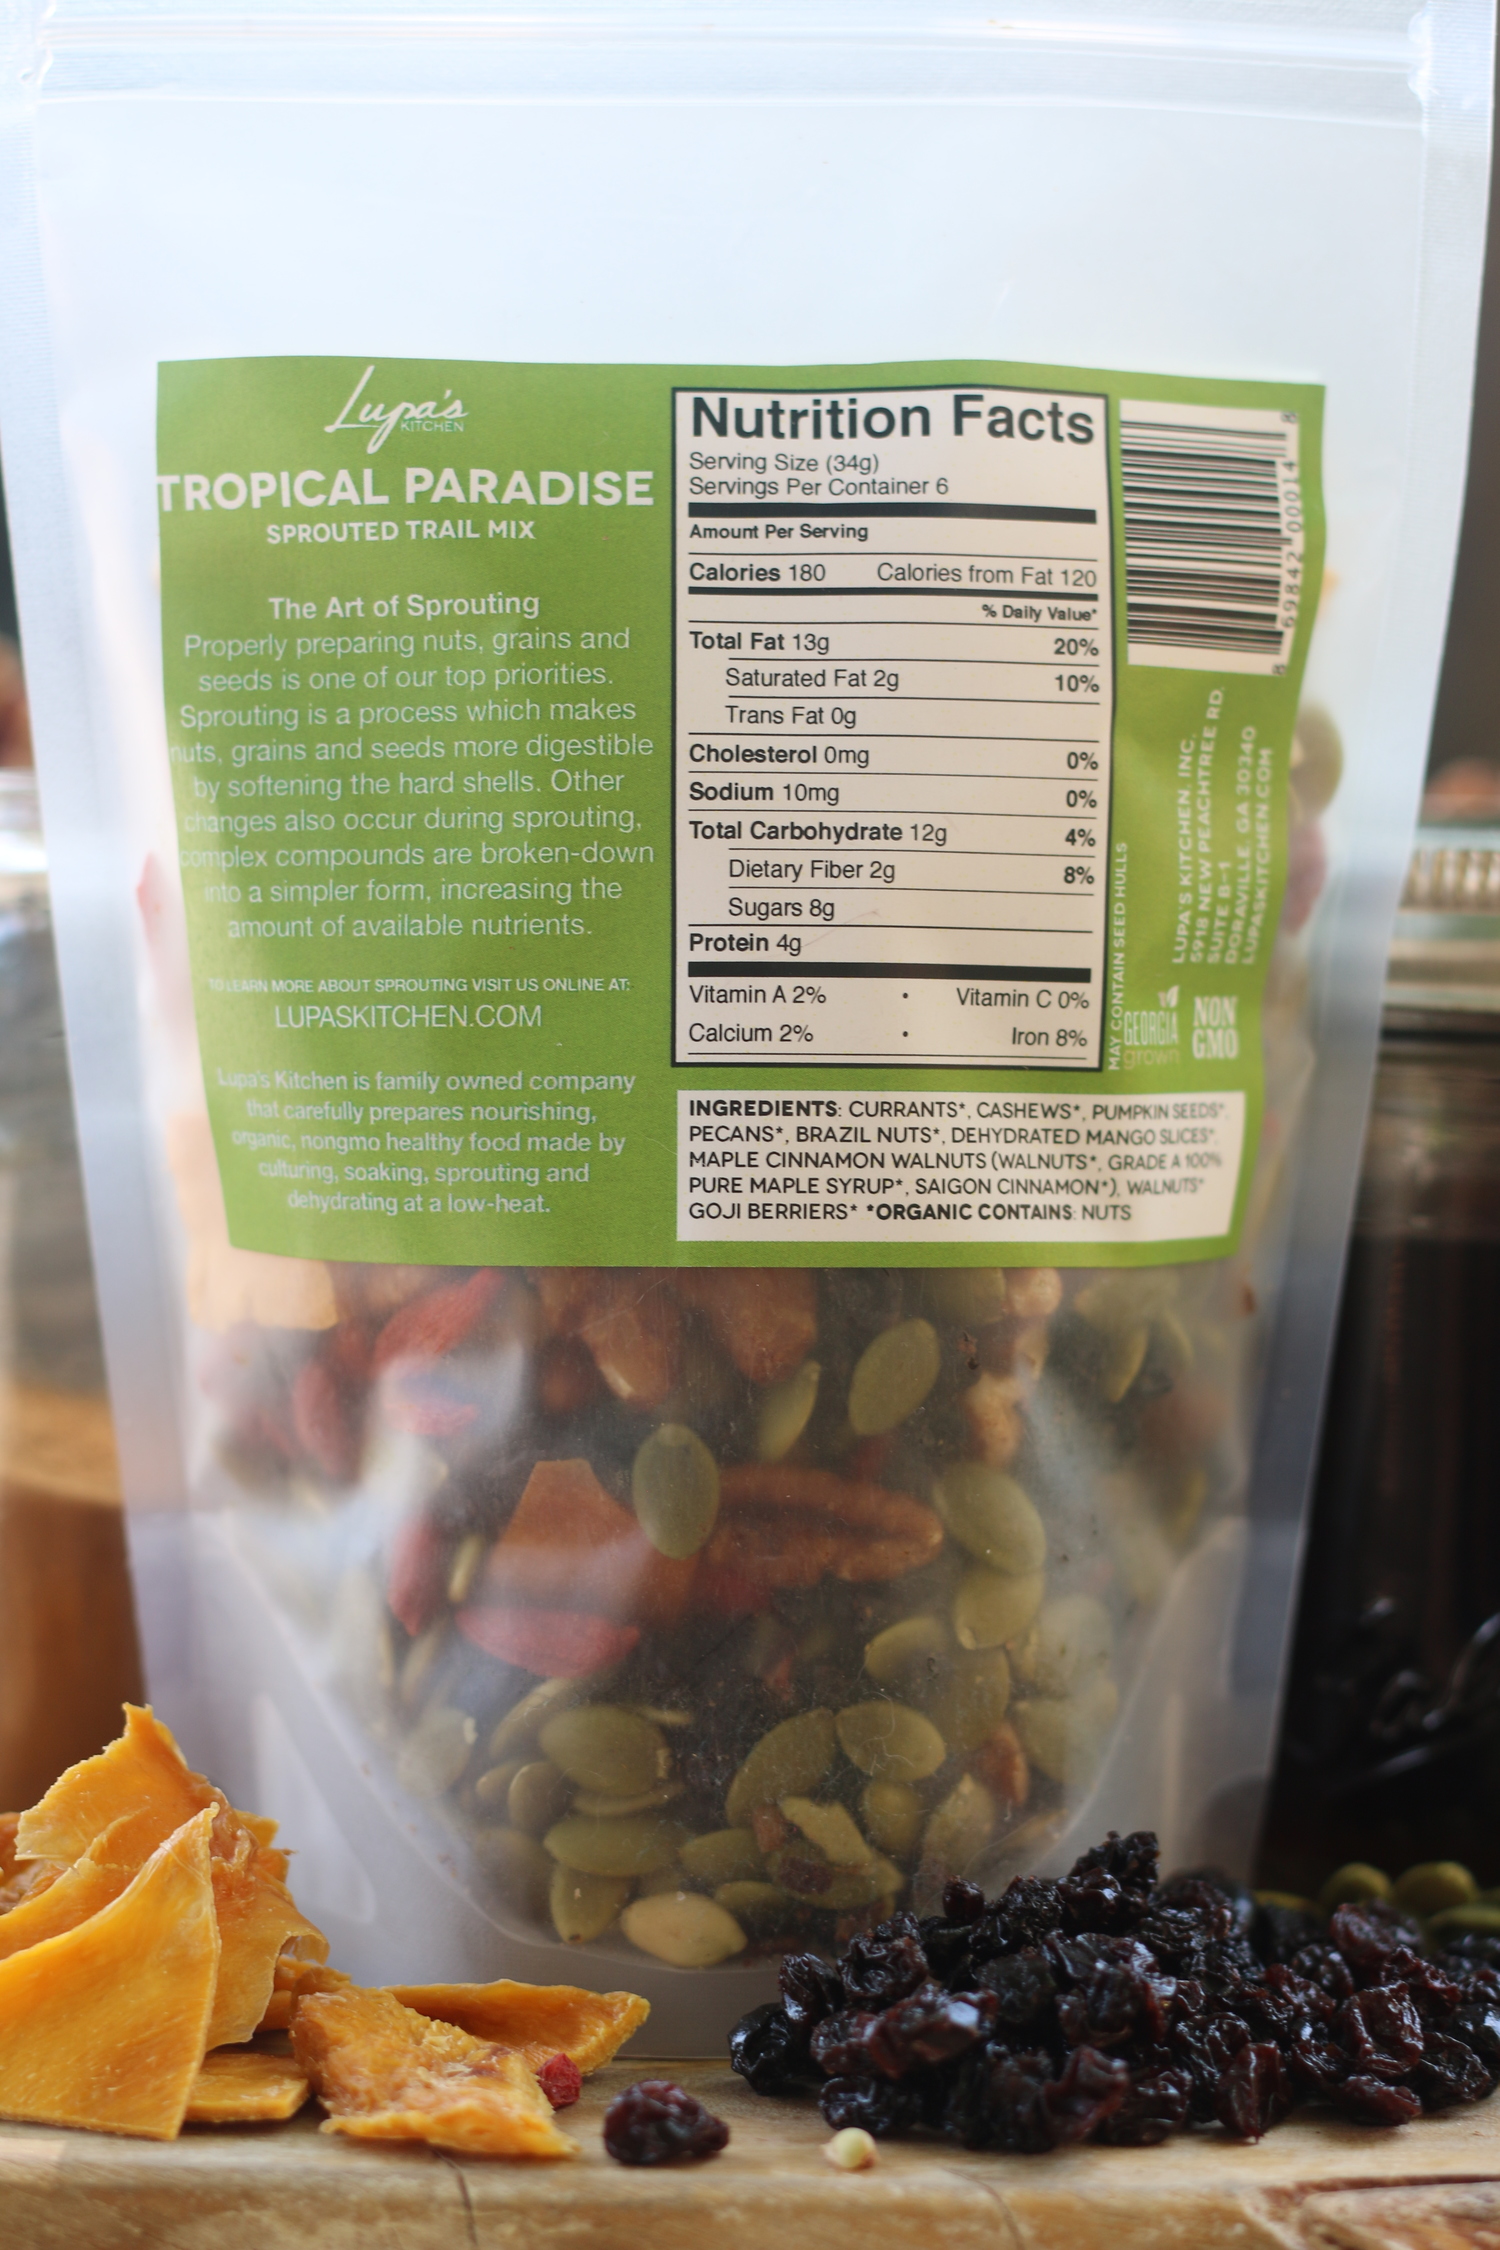 Lupa's
KITCHEN
TROPICAL PARADISE
SPROUTED TRAIL MIX
The Art of Sprouting
Properly preparing nuts, grains and
seeds is one of our top priorities.
Sprouting is a process which makes
nuts, grains and seeds more digestible
by softening the hard shells. Other
changes also occur during sprouting,
complex compounds are broken-down
into a simpler form, increasing the
amount of available nutrients.
TO LEARN MORE ABOUT SPROUTING VISIT US ONLINE AT:
LUPASKITCHEN.COM
Lupa's Kitchen is family owned company
that carefully prepares nourishing,
organic, nongmo healthy food made by
culturing, soaking, sprouting and
dehydrating at a low-heat.
Nutrition Facts
Serving Size (34g)
Servings Per Container 6
Amount Per Serving
Calories 180 Calories from Fat 120
% Daily Value*
Total Fat 13g 20%
Saturated Fat 2g 10%
Trans Fat 0g
Cholesterol 0mg 0%
Sodium 10mg 0%
Total Carbohydrate 12g 4%
Dietary Fiber 2g 8%
Sugars 8g
Protein 4g
Vitamin A 2% • Vitamin C 0%
Calcium 2% • Iron 8%
INGREDIENTS: CURRANTS*, CASHEWS*, PUMPKIN SEEDS*,
PECANS*, BRAZIL NUTS*, DEHYDRATED MANGO SLICES*,
MAPLE CINNAMON WALNUTS (WALNUTS*, GRADE A 100%
PURE MAPLE SYRUP*, SAIGON CINNAMON*), WALNUTS*
GOJI BERRIERS* *ORGANIC CONTAINS: NUTS
MAY CONTAIN SEED HULLS
8 69842 00014 8
LUPA'S KITCHEN, INC.
5918 NEW PEACHTREE RD.
SUITE B-1
DORAVILLE, GA 30340
LUPASKITCHEN.COM
GEORGIA
grown
NON
GMO